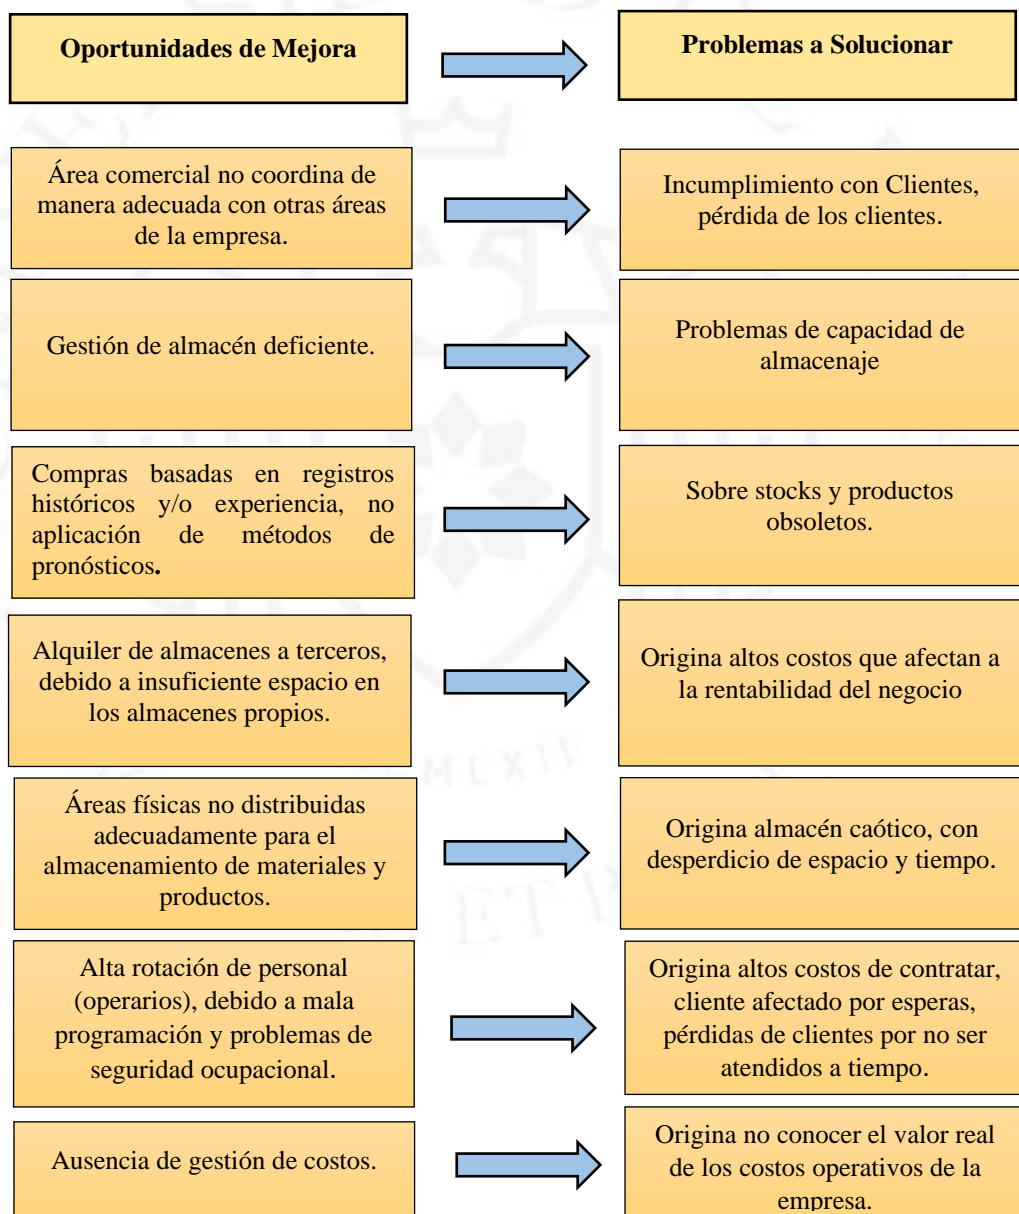 Oportunidades de Mejora
Problemas a Solucionar
Área comercial no coordina de
manera adecuada con otras áreas
de la empresa.
Incumplimiento con Clientes,
pérdida de los clientes.
Gestión de almacén deficiente.
Problemas de capacidad de
almacenaje
Compras basadas en registros
históricos y/o experiencia, no
aplicación de métodos de
pronósticos.
Sobre stocks y productos
obsoletos.
Alquiler de almacenes a terceros,
debido a insuficiente espacio en
los almacenes propios.
Origina altos costos que afectan a
la rentabilidad del negocio
Áreas físicas no distribuidas
adecuadamente para el
almacenamiento de materiales y
productos.
Origina almacén caótico, con
desperdicio de espacio y tiempo.
Alta rotación de personal
(operarios), debido a mala
programación y problemas de
seguridad ocupacional.
Origina altos costos de contratar,
cliente afectado por esperas,
pérdidas de clientes por no ser
atendidos a tiempo.
Ausencia de gestión de costos.
Origina no conocer el valor real
de los costos operativos de la
empresa.